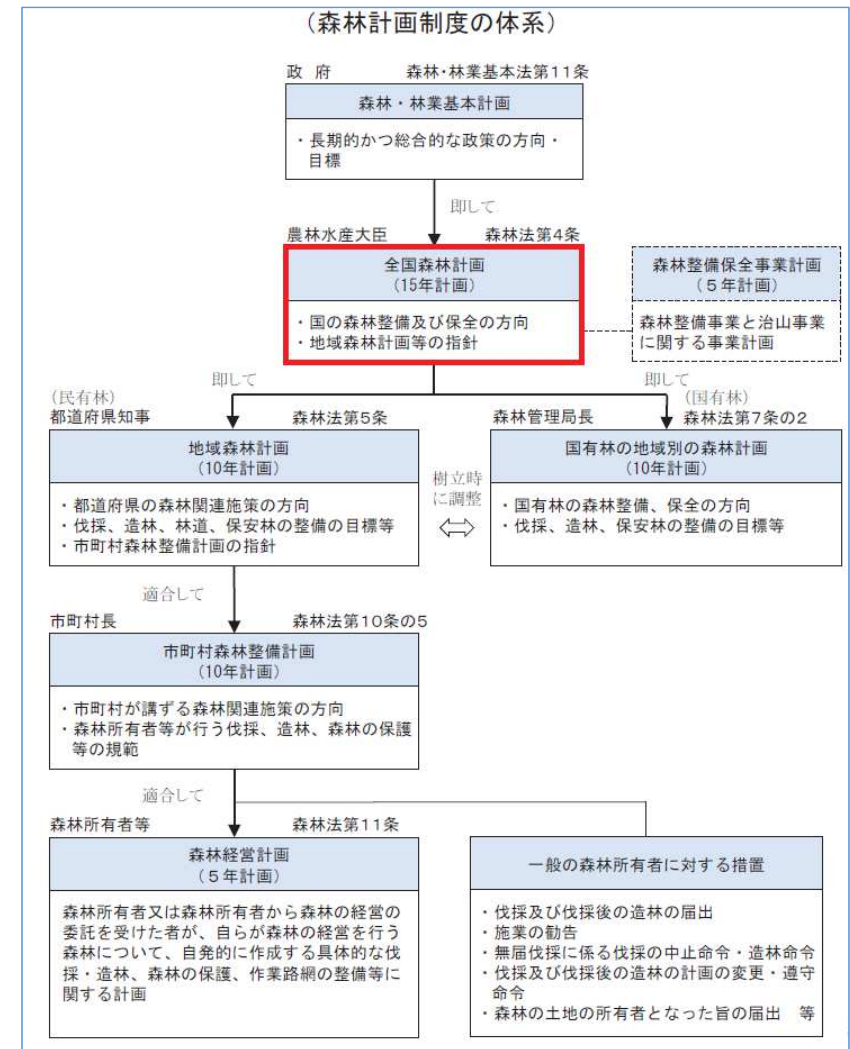 （森林計画制度の体系）
政　府　　　森林・林業基本法第１１条
森林・林業基本計画
・長期的かつ総合的な政策の方向・
目標
即して
農林水産大臣　　　森林法第４条
全国森林計画
（15年計画）
・国の森林整備及び保全の方向
・地域森林計画等の指針
森林整備保全事業計画
（５年計画）
森林整備事業と治山事業
に関する事業計画
即して
即して
（民有林）
都道府県知事　　　森林法第５条
地域森林計画
（10年計画）
・都道府県の森林関連施策の方向
・伐採、造林、林道、保安林の整備の目標等
・市町村森林整備計画の指針
樹立時
に調整
（国有林）
森林管理局長　　　森林法第７条の２
国有林の地域別の森林計画
（10年計画）
・国有林の森林整備、保全の方向
・伐採、造林、保安林の整備の目標等
適合して
市町村長　　　森林法第１０条の５
市町村森林整備計画
（10年計画）
・市町村が講ずる森林関連施策の方向
・森林所有者等が行う伐採、造林、森林の保護
等の規範
適合して
森林所有者等　　　森林法第１１条
森林経営計画
（５年計画）
森林所有者又は森林所有者から森林の経営の
委託を受けた者が、自らが森林の経営を行う
森林について、自発的に作成する具体的な伐
採・造林、森林の保護、作業路網の整備等に
関する計画
一般の森林所有者に対する措置
・伐採及び伐採後の造林の届出
・施業の勧告
・無届伐採に係る伐採の中止命令・造林命令
・伐採及び伐採後の造林の計画の変更・遵守
命令
・森林の土地の所有者となった旨の届出　等